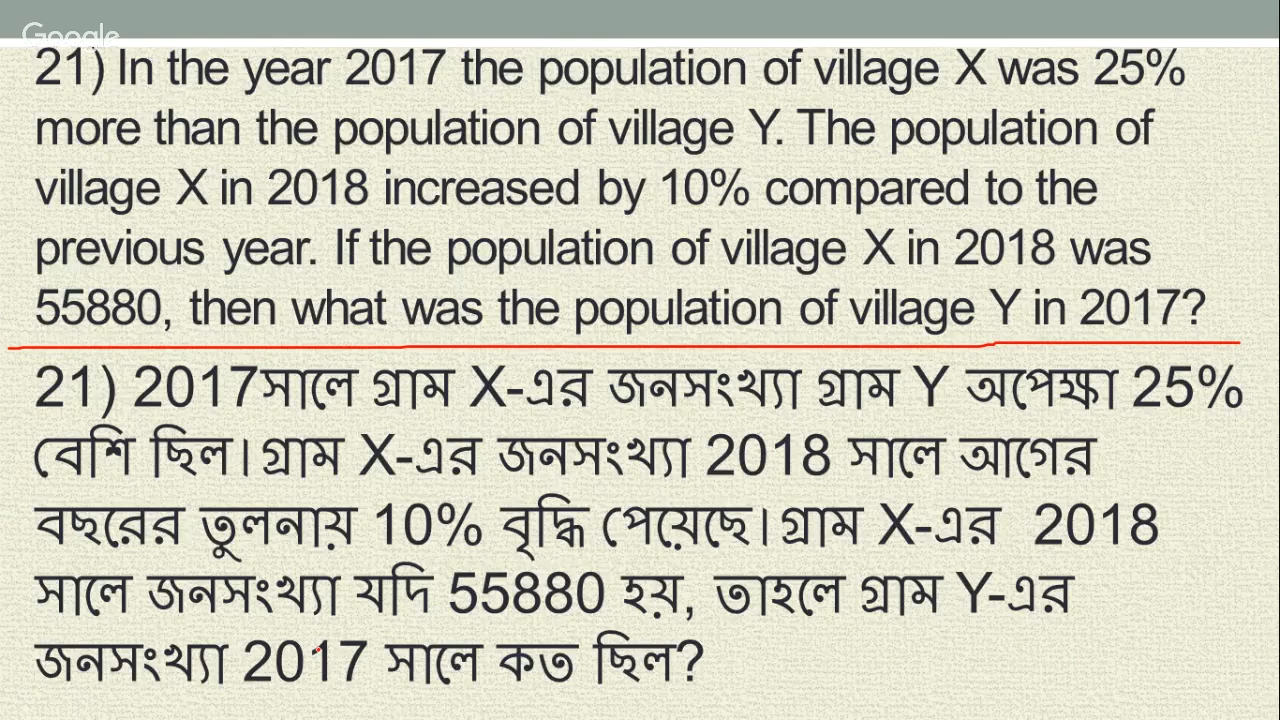 Google
21) In the year 2017 the population of village X was 25%
more than the population of village Y. The population of
village X in 2018 increased by 10% compared to the
previous year. If the population of village X in 2018 was
55880, then what was the population of village Y in 2017?
21) 2017সালে গ্রাম X-এর জনসংখ্যা গ্রাম Y অপেক্ষা 25%
বেশি ছিল। গ্রাম X-এর জনসংখ্যা 2018 সালে আগের
বছরের তুলনায় 10% বৃদ্ধি পেয়েছে। গ্রাম X-এর 2018
সালে জনসংখ্যা যদি 55880 হয়, তাহলে গ্রাম Y-এর
জনসংখ্যা 2017 সালে কত ছিল?